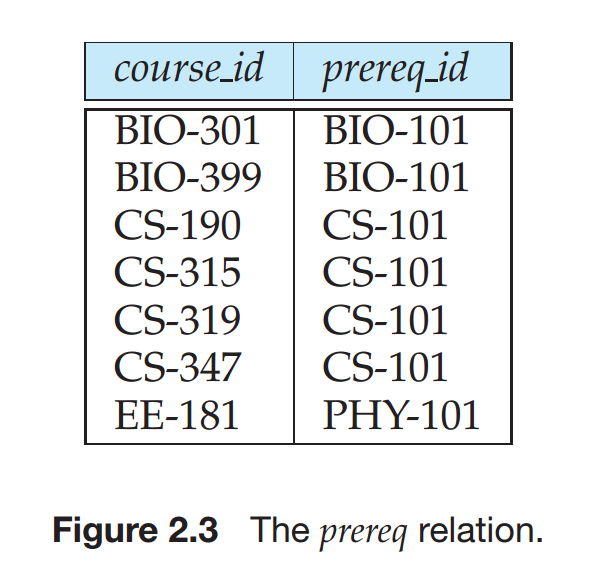 course_id prereq_id
BIO-301 BIO-101
BIO-399 BIO-101
CS-190 CS-101
CS-315 CS-101
CS-319 CS-101
CS-347 CS-101
EE-181 PHY-101
Figure 2.3 The prereq relation.